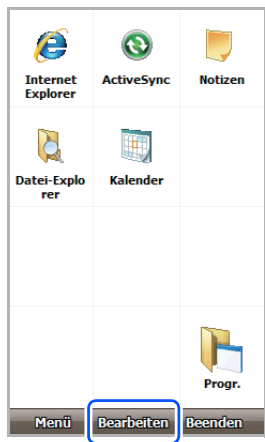 Internet
Explorer
ActiveSync
Notizen
Datei-Explo
rer
Kalender
Progr.
Menü Bearbeiten Beenden